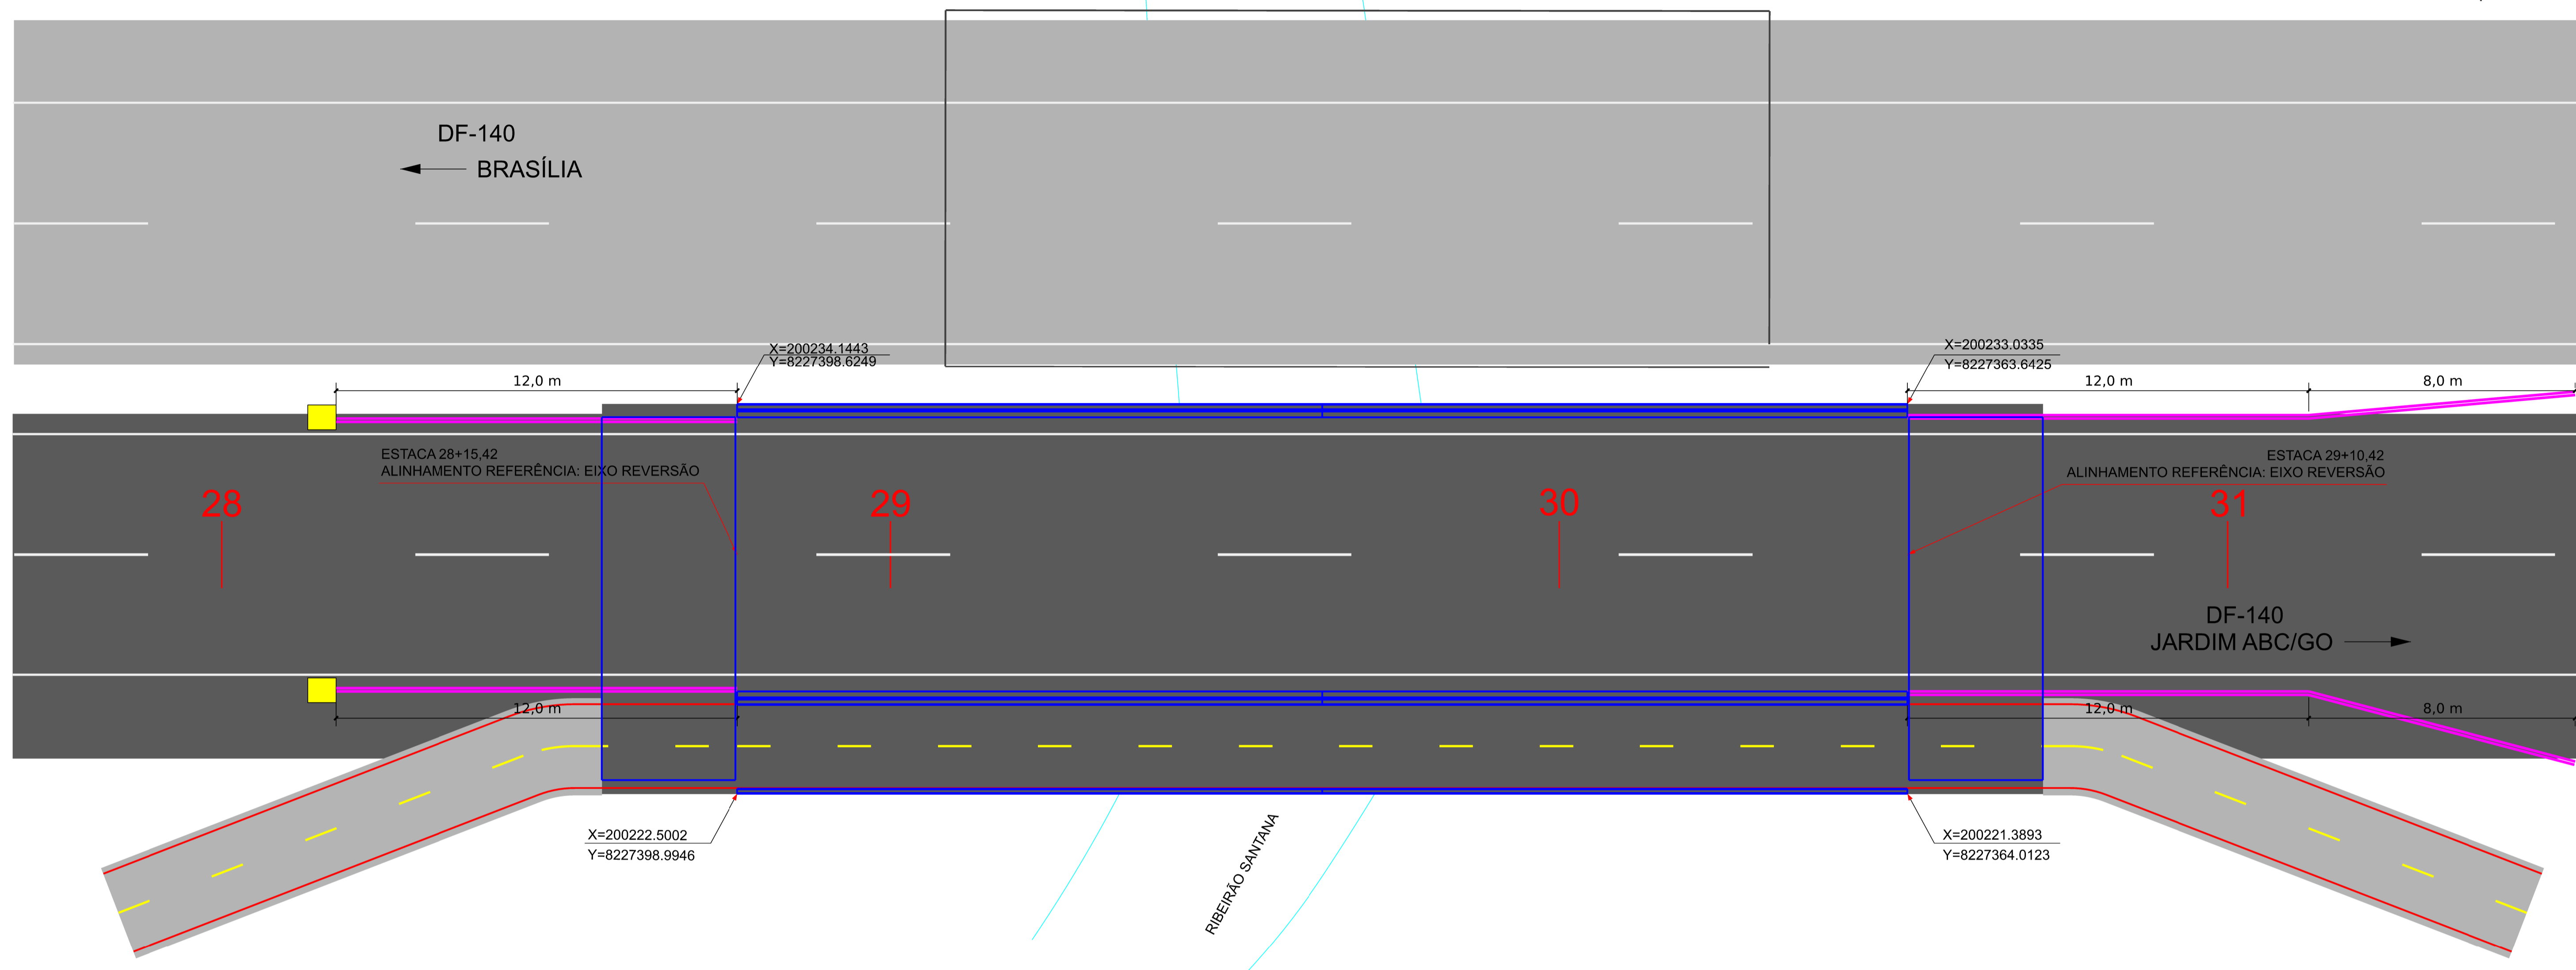 DF-140
BRASÍLIA
X=200234.1443
Y=8227398.6249
X=200233.0335
Y=8227363.6425
12,0 m
12,0 m
8,0 m
ESTACA 28+15,42
ALINHAMENTO REFERÊNCIA: EIXO REVERSÃO
ESTACA 29+10,42
ALINHAMENTO REFERÊNCIA: EIXO REVERSÃO
28
29
30
31
DF-140
JARDIM ABC/GO
12,0 m
12,0 m
8,0 m
X=200222.5002
Y=8227398.9946
X=200221.3893
Y=8227364.0123
RIBEIRÃO SANTANA